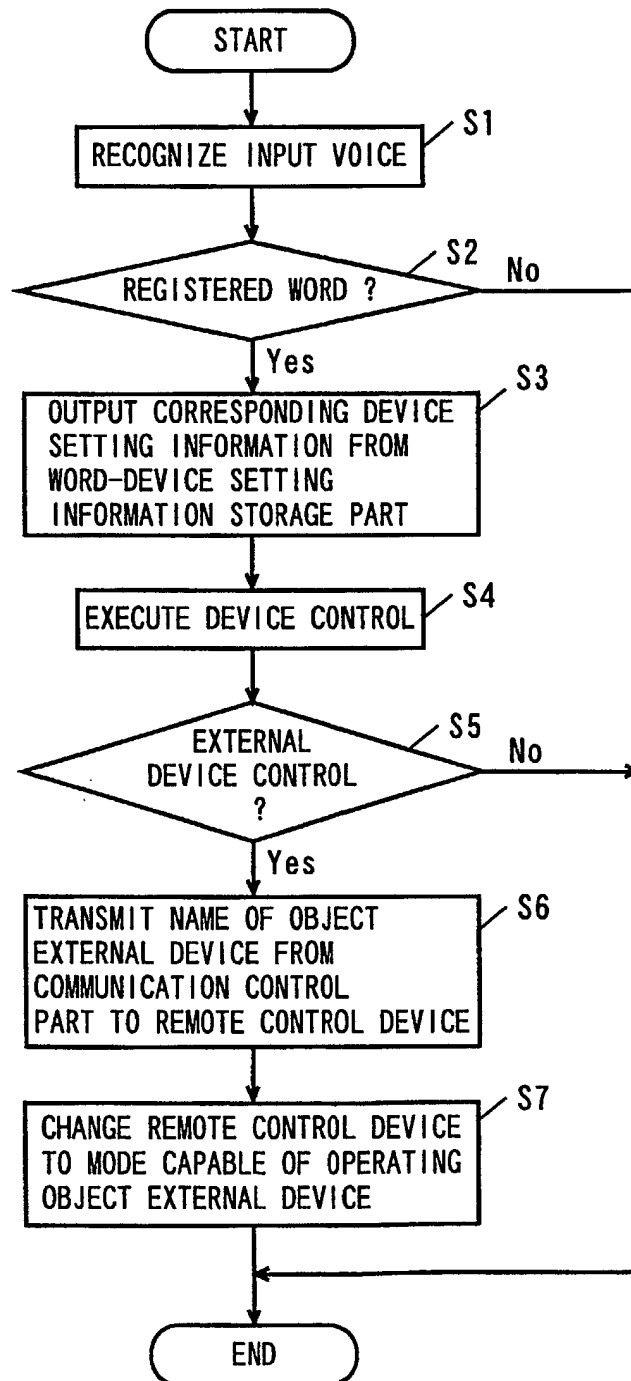 START
S1
RECOGNIZE INPUT VOICE
S2
REGISTERED WORD ?
No
Yes
S3
OUTPUT CORRESPONDING DEVICE
SETTING INFORMATION FROM
WORD-DEVICE SETTING
INFORMATION STORAGE PART
S4
EXECUTE DEVICE CONTROL
S5
EXTERNAL
DEVICE CONTROL
?
No
Yes
S6
TRANSMIT NAME OF OBJECT
EXTERNAL DEVICE FROM
COMMUNICATION CONTROL
PART TO REMOTE CONTROL DEVICE
S7
CHANGE REMOTE CONTROL DEVICE
TO MODE CAPABLE OF OPERATING
OBJECT EXTERNAL DEVICE
END